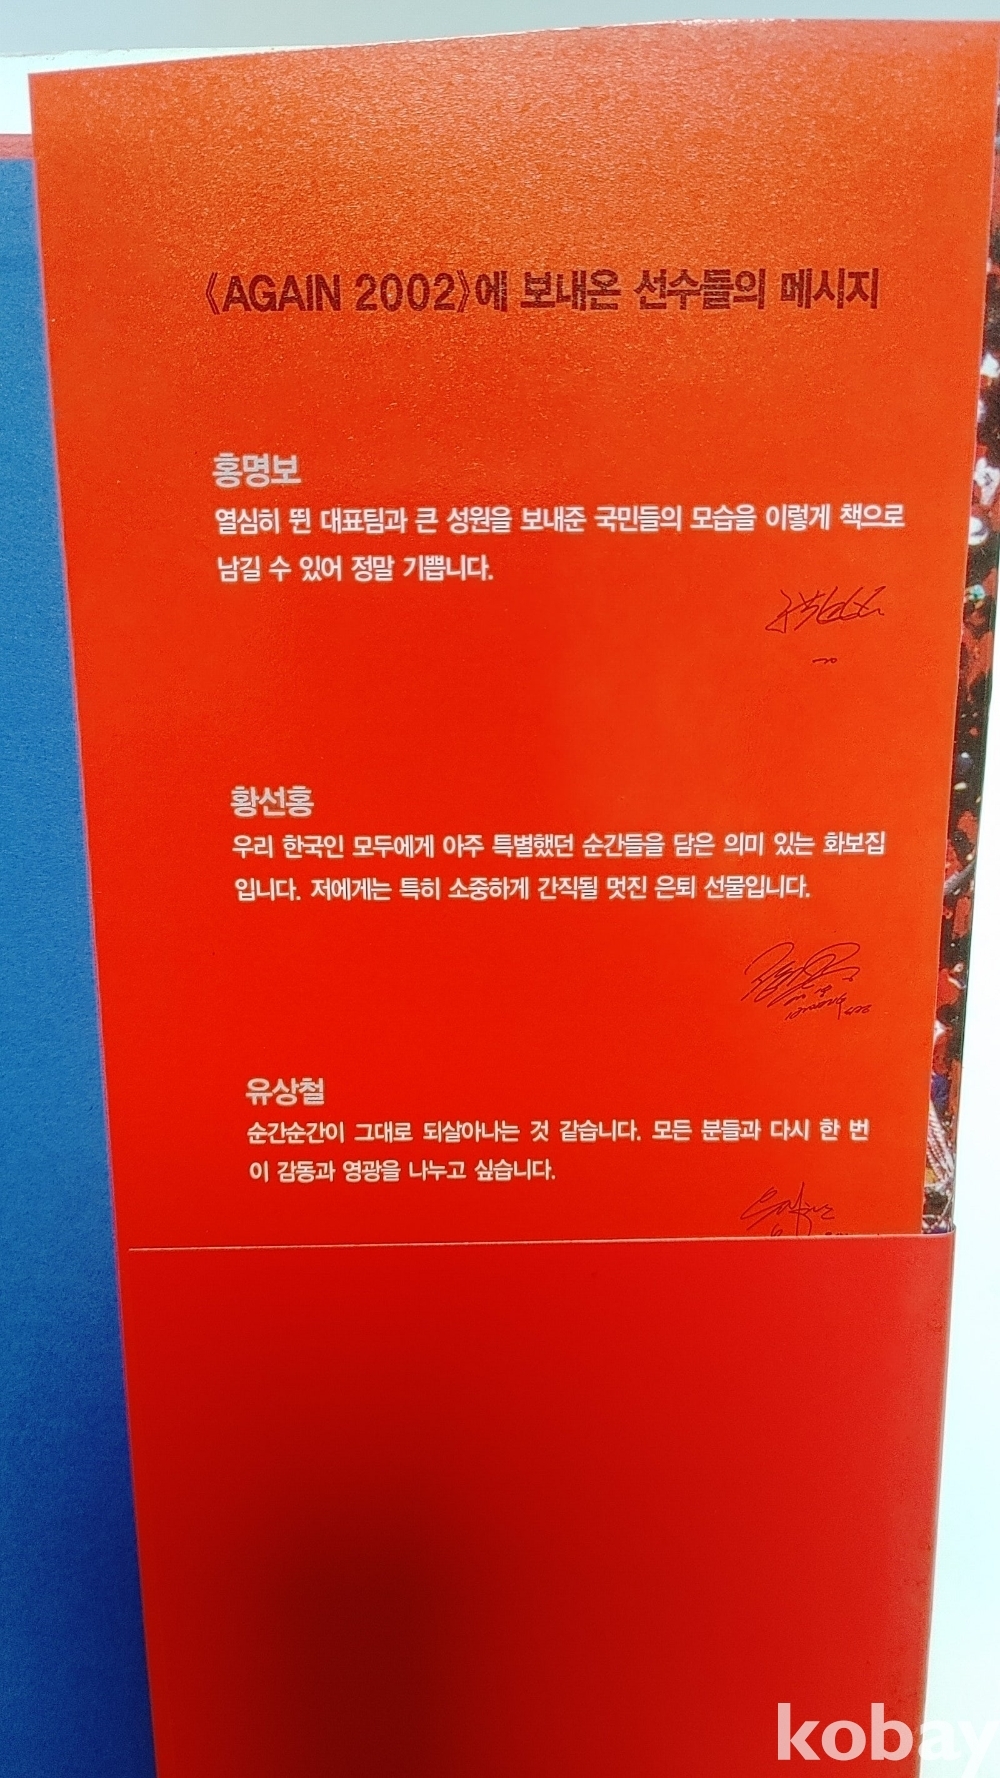 《AGAIN 2002》에 보내온 선수들의 메시지
홍명보
열심히 뛴 대표팀과 큰 성원을 보내준 국민들의 모습을 이렇게 책으로
남길 수 있어 정말 기쁩니다.
황선홍
우리 한국인 모두에게 아주 특별했던 순간들을 담은 의미 있는 화보집
입니다. 저에게는 특히 소중하게 간직될 멋진 은퇴 선물입니다.
유상철
순간순간이 그대로 되살아나는 것 같습니다. 모든 분들과 다시 한 번
이 감동과 영광을 나누고 싶습니다.
kobay